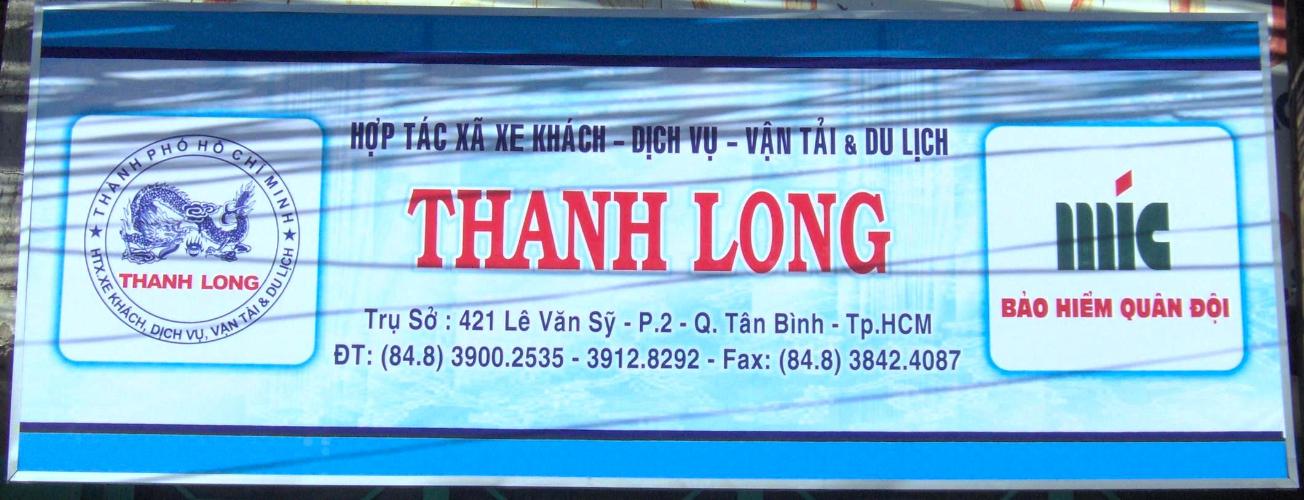 THÀNH PHỐ HỒ CHÍ MINH
THANH LONG
HTX.XE KHÁCH, DỊCH VỤ, VẬN TẢI & DU LỊCH
HỢP TÁC XÃ XE KHÁCH - DỊCH VỤ - VẬN TẢI & DU LỊCH
THANH LONG
Trụ Sở : 421 Lê Văn Sỹ - P.2 - Q. Tân Bình - Tp.HCM
ĐT: (84.8) 3900.2535 - 3912.8292 - Fax: (84.8) 3842.4087
mic
BẢO HIỂM QUÂN ĐỘI